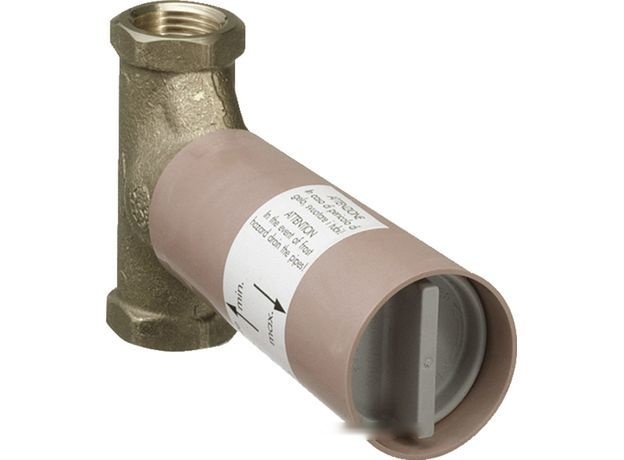 ATTENZIONE
In caso di pericolo di
gelo, svuotare i tubi!
ATTENTION
In the event of frost
hazard drain the pipes!
min.
max.